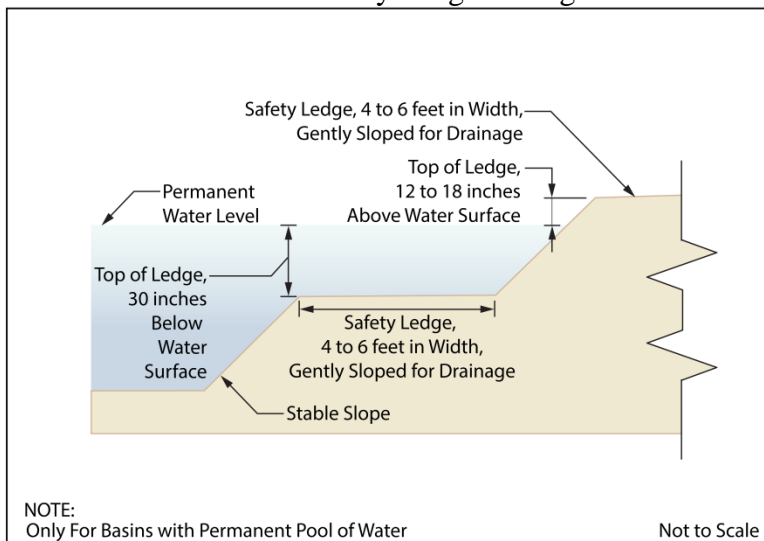 Safety Ledge, 4 to 6 feet in Width,
Gently Sloped for Drainage
Top of Ledge,
12 to 18 inches
Above Water Surface
Permanent
Water Level
Top of Ledge,
30 inches
Below
Water
Surface
Safety Ledge,
4 to 6 feet in Width,
Gently Sloped for Drainage
Stable Slope
NOTE:
Only For Basins with Permanent Pool of Water
Not to Scale